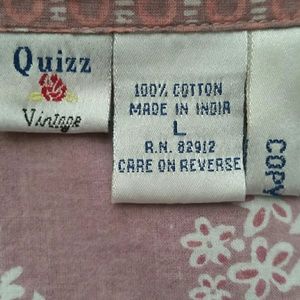 Quizz
Vintage
100% COTTON
MADE IN INDIA
L
R.N. 82912
CARE ON REVERSE
COPY